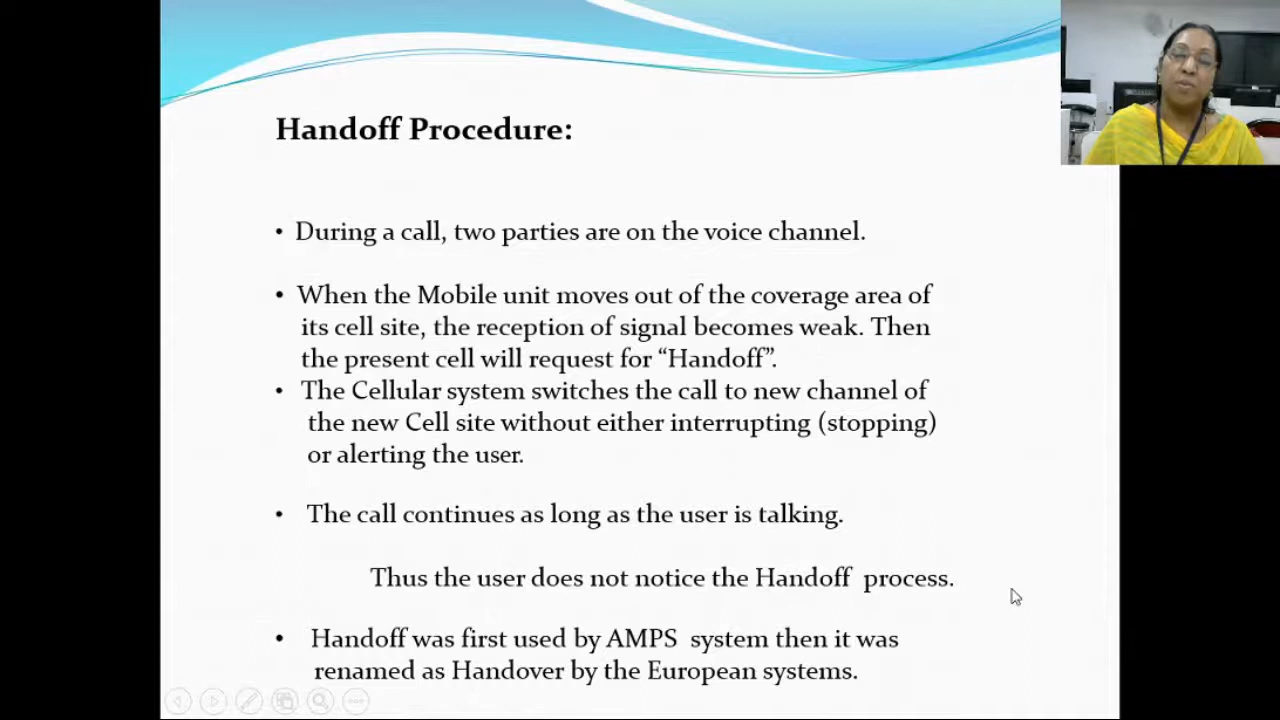 Handoff Procedure:
• During a call, two parties are on the voice channel.
• When the Mobile unit moves out of the coverage area of
its cell site, the reception of signal becomes weak. Then
the present cell will request for “Handoff”.
• The Cellular system switches the call to new channel of
the new Cell site without either interrupting (stopping)
or alerting the user.
• The call continues as long as the user is talking.
Thus the user does not notice the Handoff process.
• Handoff was first used by AMPS system then it was
renamed as Handover by the European systems.